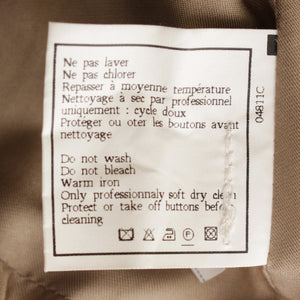 Ne pas laver
Ne pas chlorer
Repasser à moyenne température
Nettoyage à sec par professionnel
uniquement : cycle doux
Protéger ou oter les boutons avant
nettoyage
Do not wash
Do not bleach
Warm iron
Only professionnaly soft dry clean
Protect or take off buttons before
cleaning
04811C